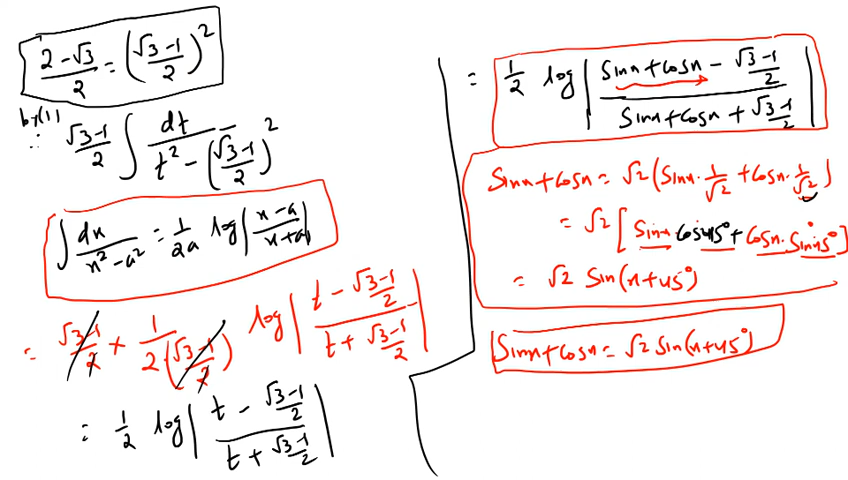 (2-√3)/2 = ((√3-1)/2)²
by (1)
∴ (√3-1)/2 ∫ dt/(t² - ((√3-1)/2)²)
∫ dx/(x²-a²) = 1/(2a) log|(x-a)/(x+a)|
= (√3-1)/2 + 1/(2((√3-1)/2)) log|(t - (√3-1)/2)/(t + (√3-1)/2)|
= 1/2 log|(t - (√3-1)/2)/(t + (√3-1)/2)|
= 1/2 log|(sinx+cosx - (√3-1)/2)/(sinx+cosx + (√3-1)/2)|
sinx+cosx = √2 (sinx · 1/√2 + cosx · 1/√2)
= √2 [sinx cos45° + cosx · sin45°]
= √2 sin(x+45°)
sinx+cosx = √2 sin(x+45°)